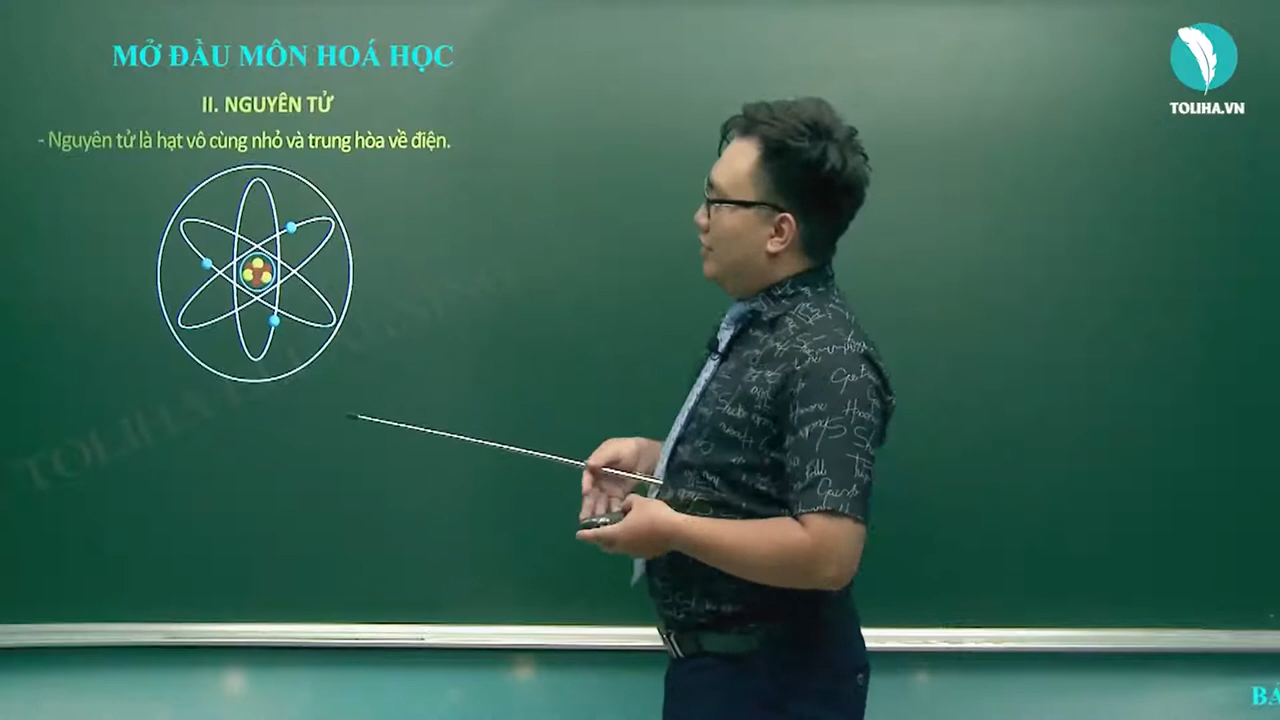 MỞ ĐẦU MÔN HOÁ HỌC
TOLIHA.VN
II. NGUYÊN TỬ
- Nguyên tử là hạt vô cùng nhỏ và trung hòa về điện.
TOLIHA